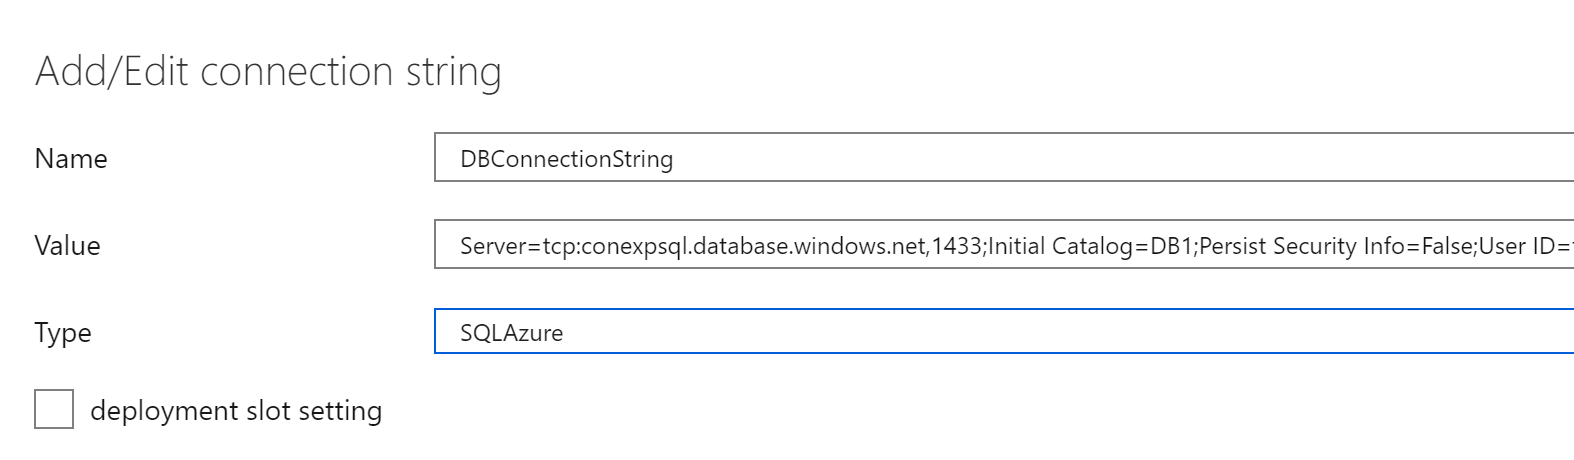 Add/Edit connection string
Name
DBConnectionString
Value
Server=tcp:conexpsql.database.windows.net,1433;Initial Catalog=DB1;Persist Security Info=False;User ID=
Type
SQLAzure
deployment slot setting